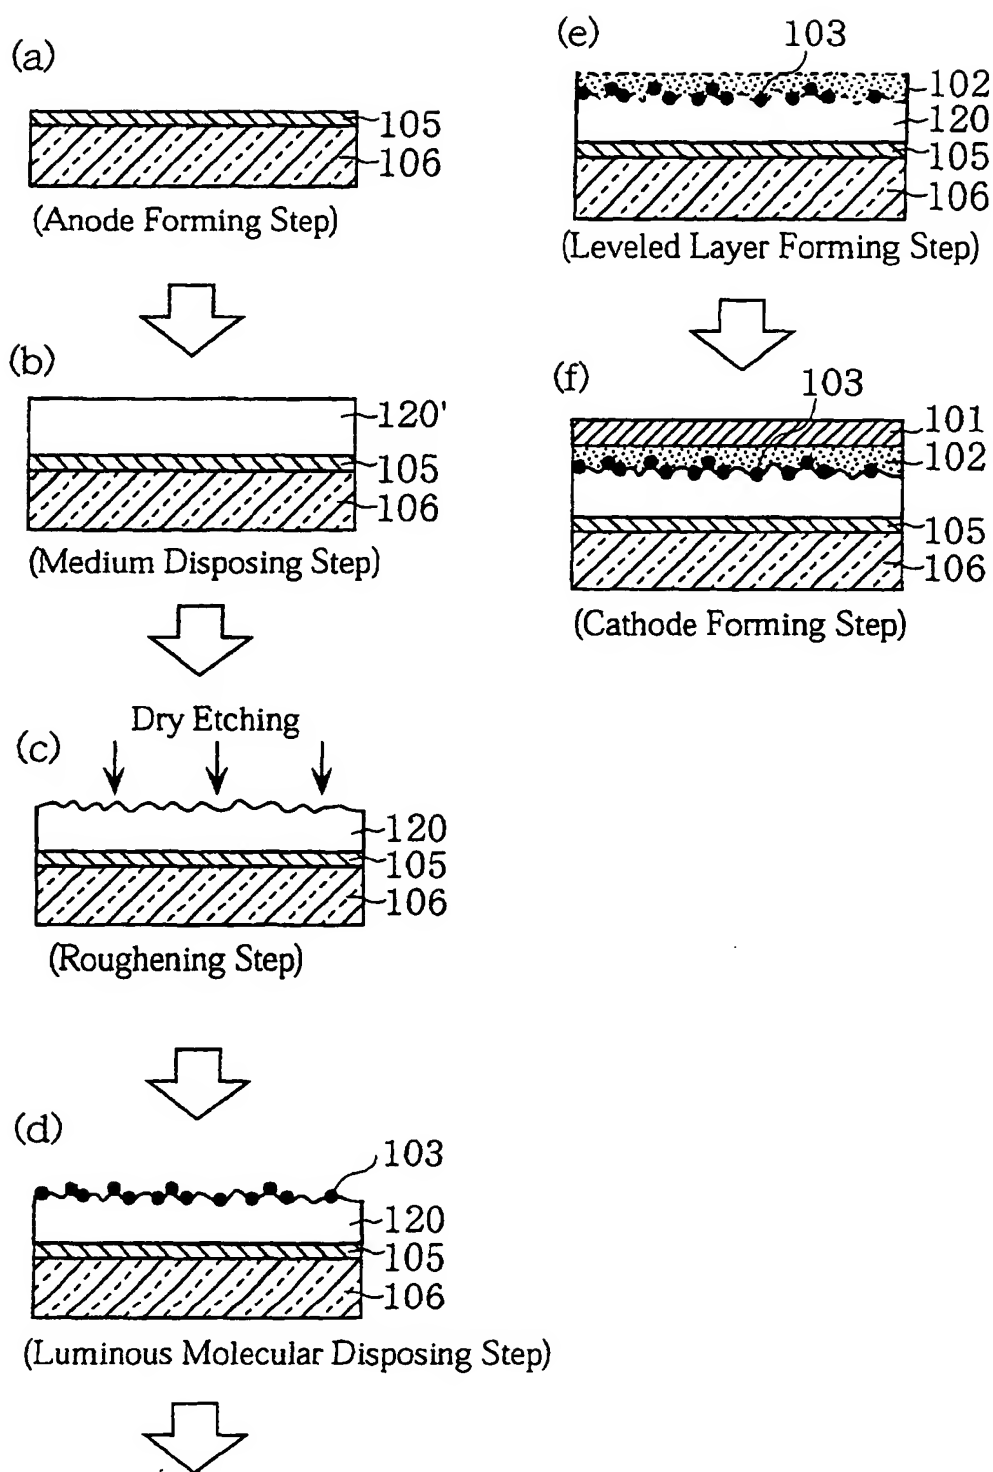 (a)
105
106
(Anode Forming Step)
(b)
120'
105
106
(Medium Disposing Step)
Dry Etching
(c)
120
105
106
(Roughening Step)
(d)
103
120
105
106
(Luminous Molecular Disposing Step)
(e)
103
102
120
105
106
(Leveled Layer Forming Step)
(f)
103
101
102
105
106
(Cathode Forming Step)